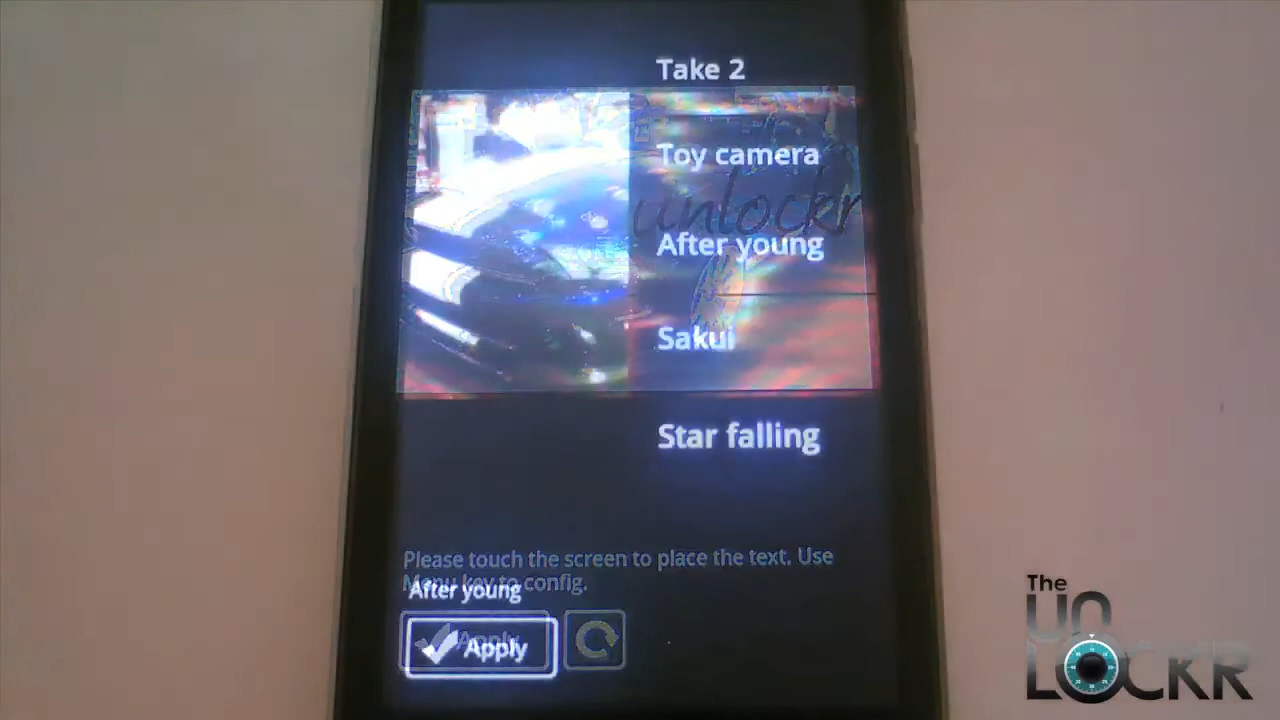 Take 2
Toy camera
unlockr
After young
Sakui
Star falling
Please touch the screen to place the text. Use
Menu key to config.
After young
Apply
Apply
The
UN
LOCKR